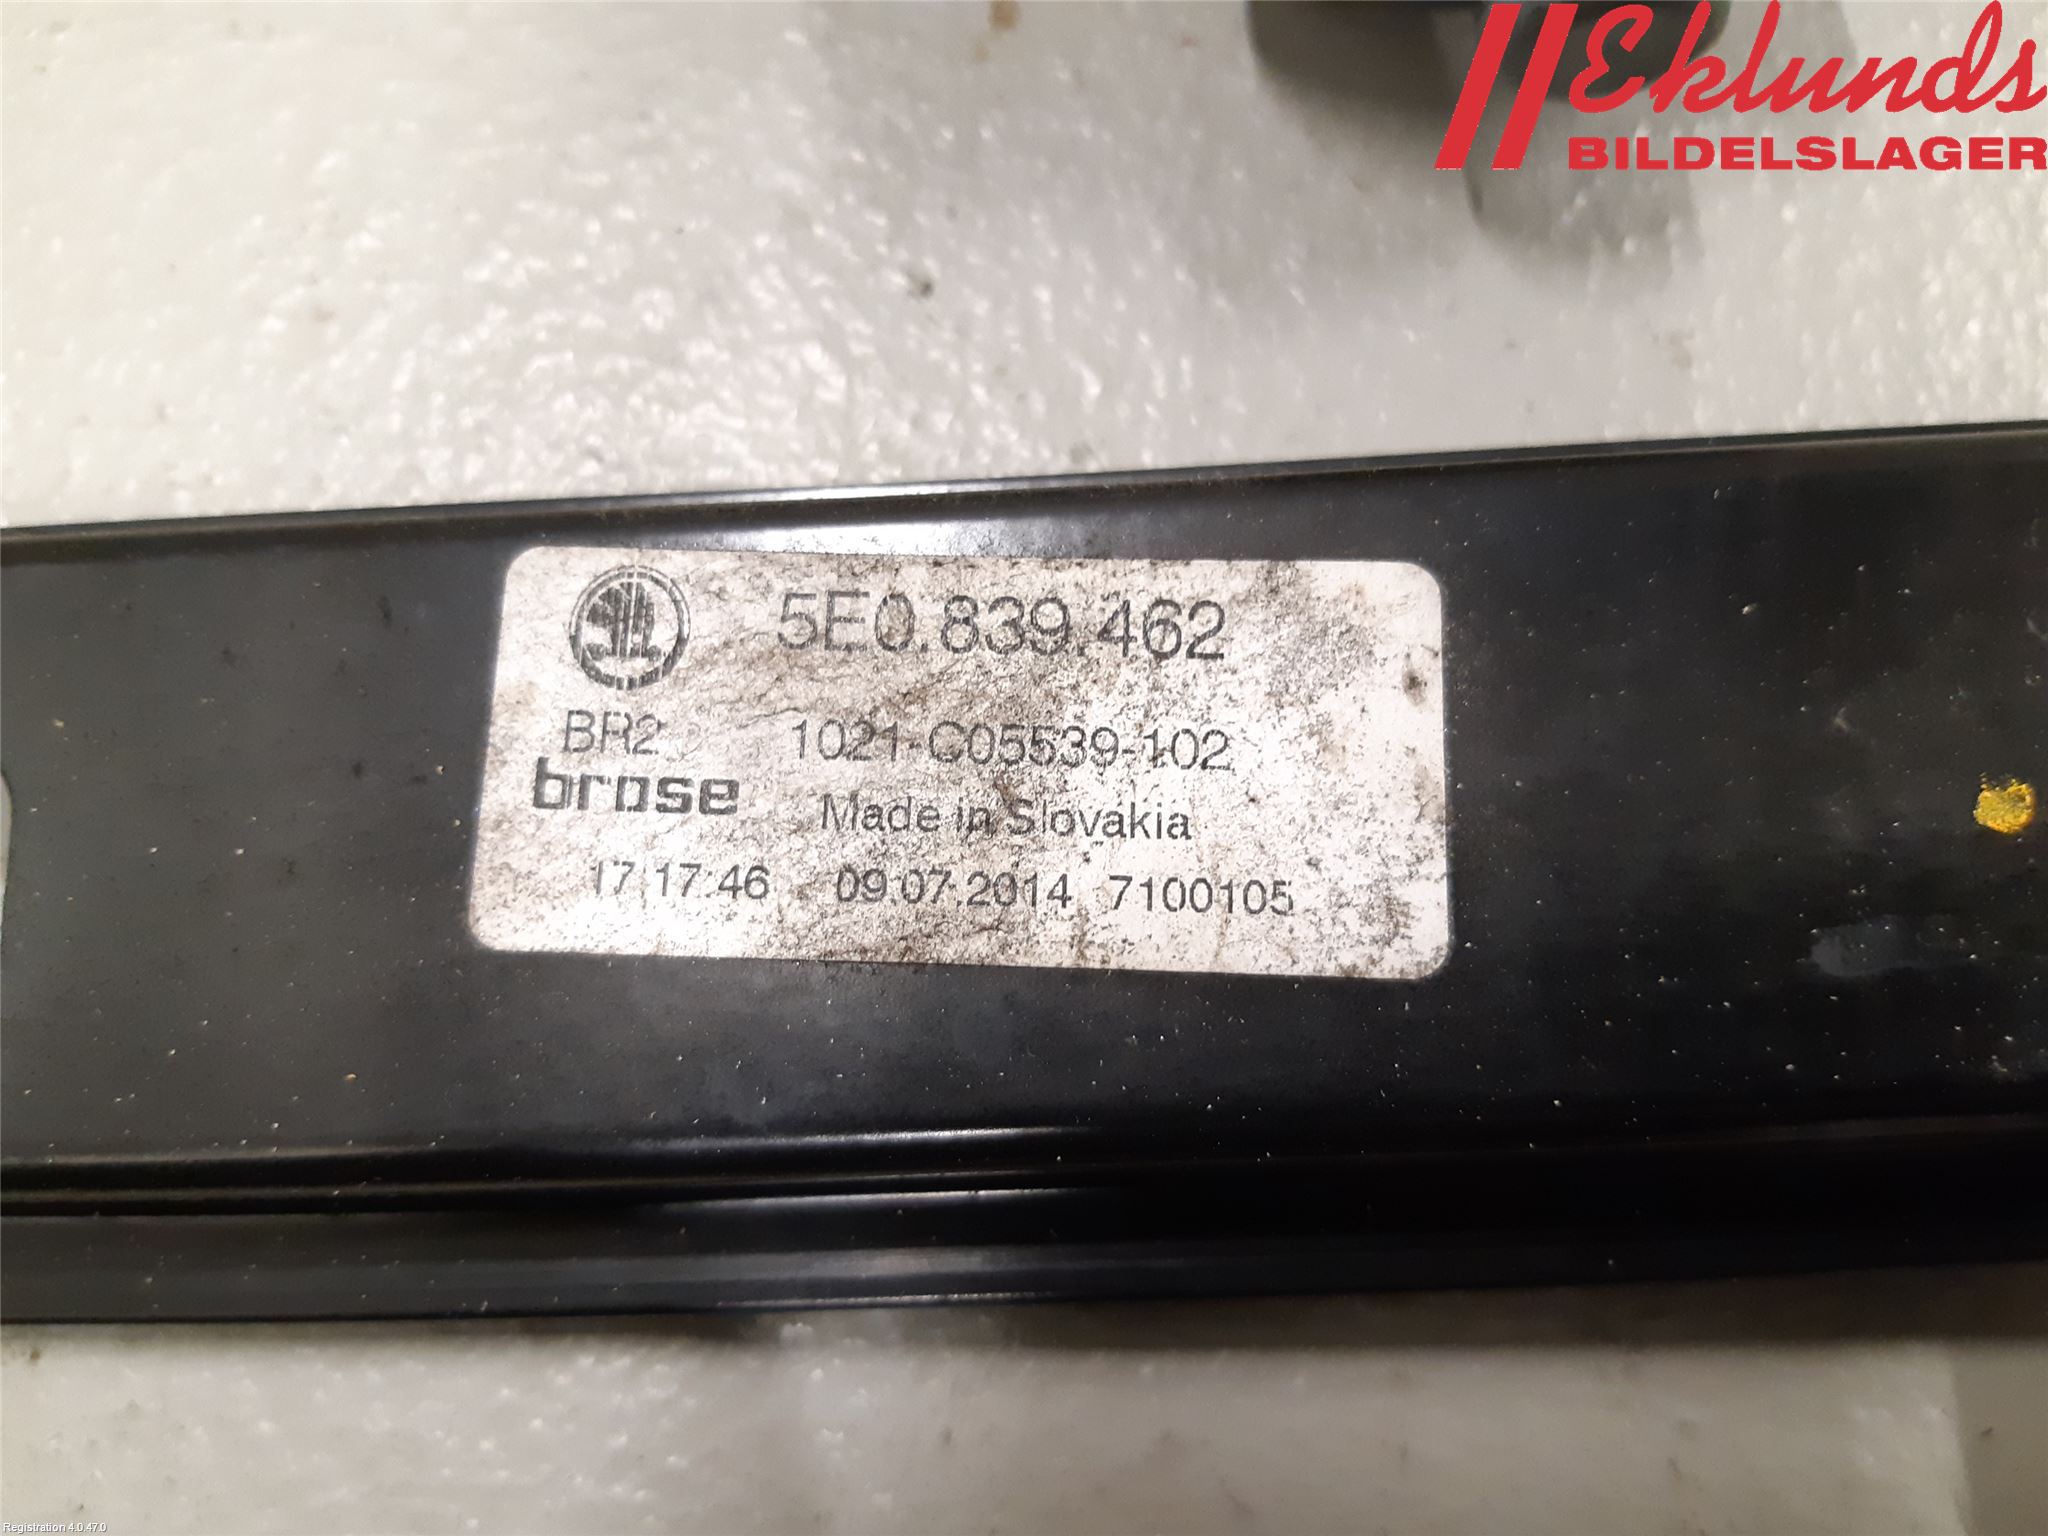 Eklunds
BILDELSLAGER
5E0.839.462
BR2 1021-C05539-102
brose
Made in Slovakia
17:17:46 09.07.2014 7100105
Registration 4.0.47.0